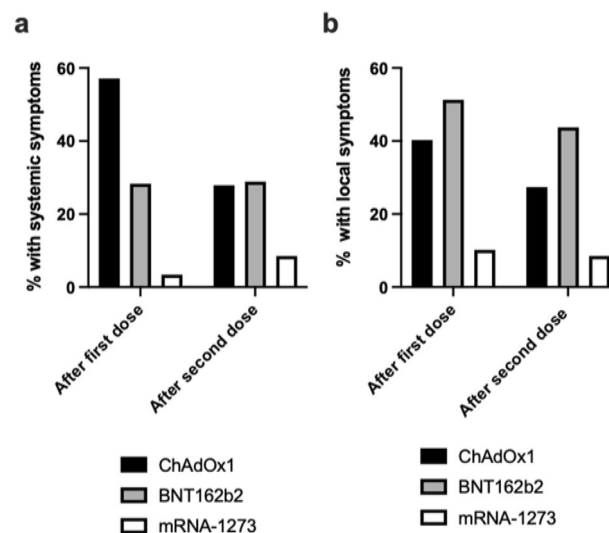 a
% with systemic symptoms
60
40
20
0
After first dose
After second dose
ChAdOx1
BNT162b2
mRNA-1273
b
% with local symptoms
60
40
20
0
After first dose
After second dose
ChAdOx1
BNT162b2
mRNA-1273